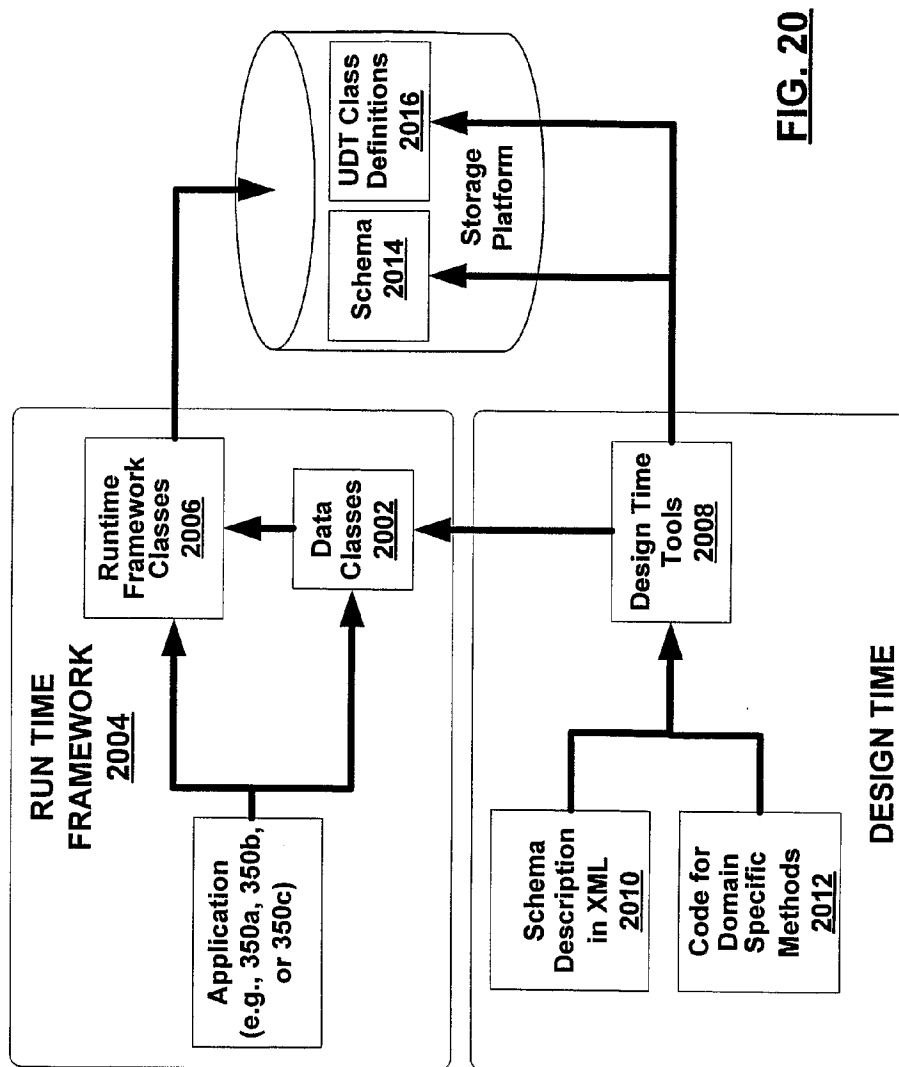 RUN TIME
FRAMEWORK
2004
Application
(e.g., 350a, 350b,
or 350c)
Runtime
Framework
Classes
2006
Data
Classes
2002
Schema
2014
UDT Class
Definitions
2016
Storage
Platform
Schema
Description
in XML
2010
Code for
Domain
Specific
Methods
2012
Design Time
Tools
2008
DESIGN TIME
FIG. 20